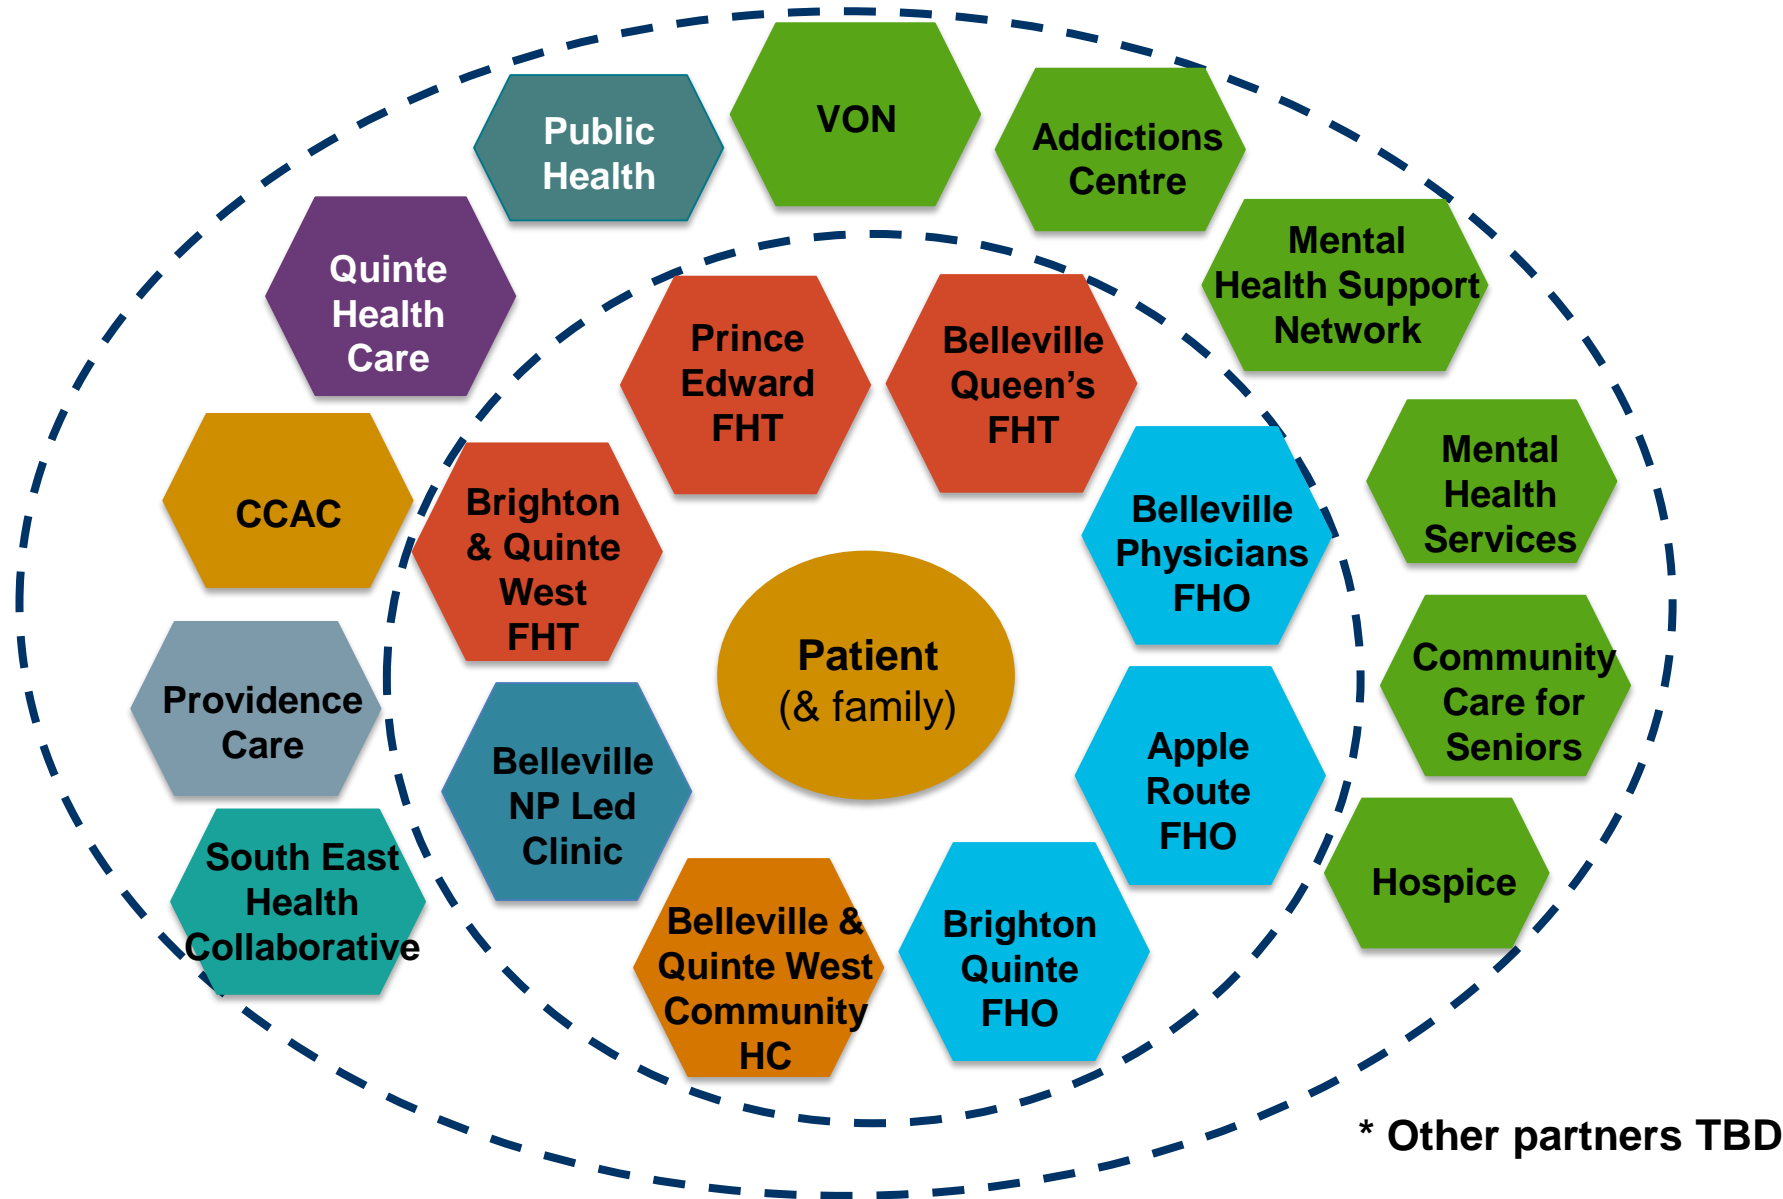 Public
Health
VON
Addictions
Centre
Quinte
Health
Care
Mental
Health Support
Network
Prince
Edward
FHT
Belleville
Queen’s
FHT
CCAC
Brighton
& Quinte
West
FHT
Belleville
Physicians
FHO
Mental
Health
Services
Patient
(& family)
Providence
Care
Belleville
NP Led
Clinic
Apple
Route
FHO
Community
Care for
Seniors
South East
Health
Collaborative
Belleville &
Quinte West
Community
HC
Brighton
Quinte
FHO
Hospice
* Other partners TBD